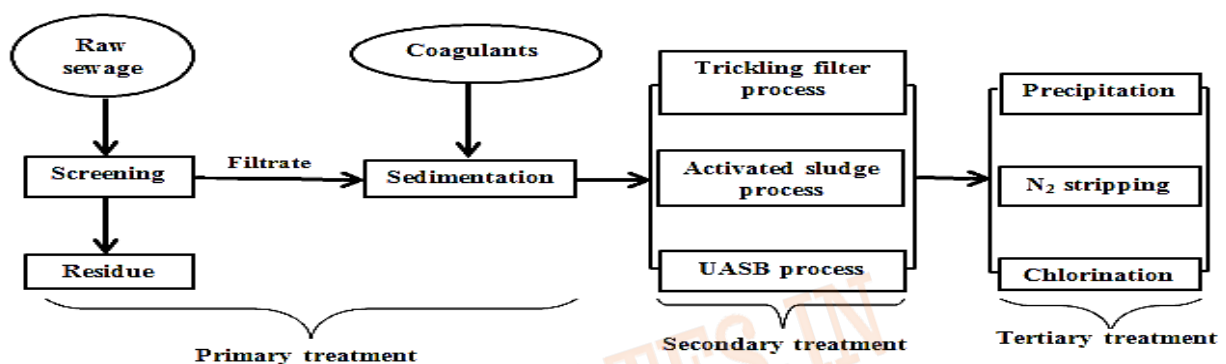 Raw
sewage
Coagulants
Trickling filter
process
Precipitation
Screening
Filtrate
Sedimentation
Activated sludge
process
N₂ stripping
Residue
UASB process
Chlorination
Primary treatment
Secondary treatment
Tertiary treatment